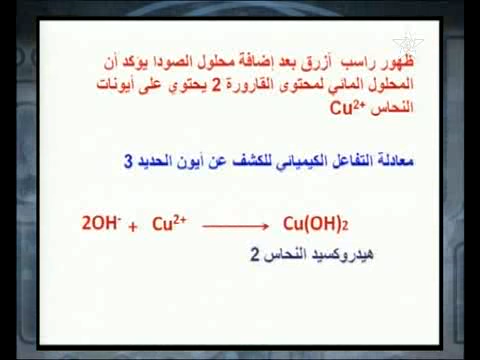 ظهور راسب أزرق بعد إضافة محلول الصودا يؤكد أن
المحلول المائي لمحتوى القارورة 2 يحتوي على أيونات
النحاس Cu²⁺
معادلة التفاعل الكيميائي للكشف عن أيون الحديد 3
2OH⁻ + Cu²⁺ ⟶ Cu(OH)₂
هيدروكسيد النحاس 2